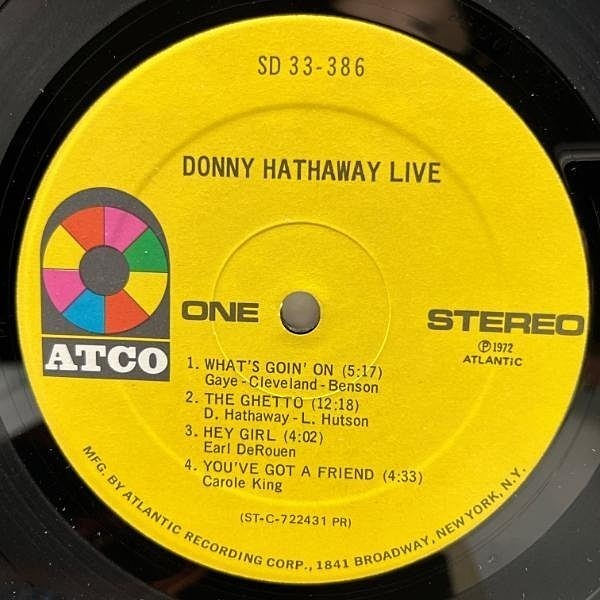 SD 33-386
DONNY HATHAWAY LIVE
ONE
STEREO
Ⓟ1972
ATLANTIC
ATCO
1. WHAT'S GOIN' ON (5:17)
Gaye-Cleveland-Benson
2. THE GHETTO (12:18)
D. Hathaway-L. Hutson
3. HEY GIRL (4:02)
Earl DeRouen
4. YOU'VE GOT A FRIEND (4:33)
Carole King
(ST-C-722431 PR)
MFG. BY ATLANTIC RECORDING CORP., 1841 BROADWAY, NEW YORK, N.Y.